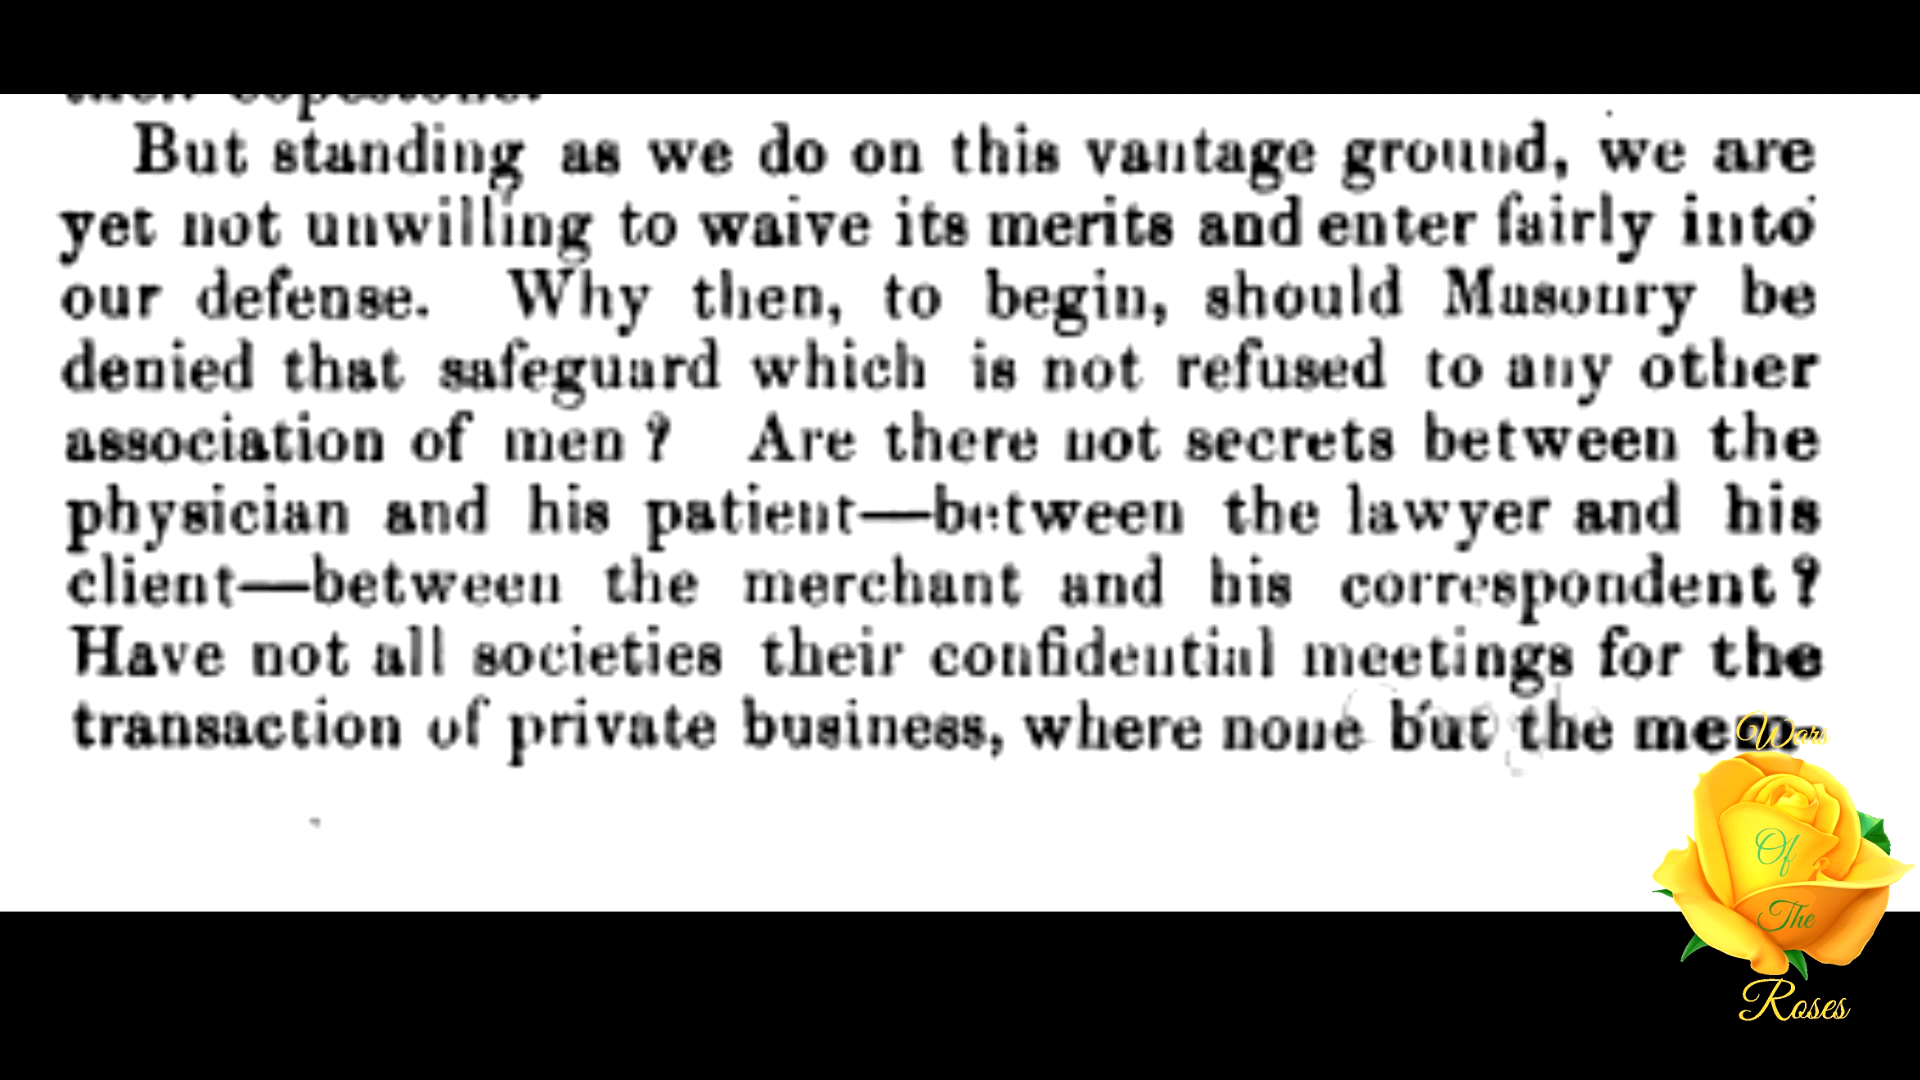 But standing as we do on this vantage ground, we are
yet not unwilling to waive its merits and enter fairly into
our defense. Why then, to begin, should Masonry be
denied that safeguard which is not refused to any other
association of men ? Are there not secrets between the
physician and his patient—between the lawyer and his
client—between the merchant and his correspondent ?
Have not all societies their confidential meetings for the
transaction of private business, where none but the mem-
Wars
Of
The
Roses